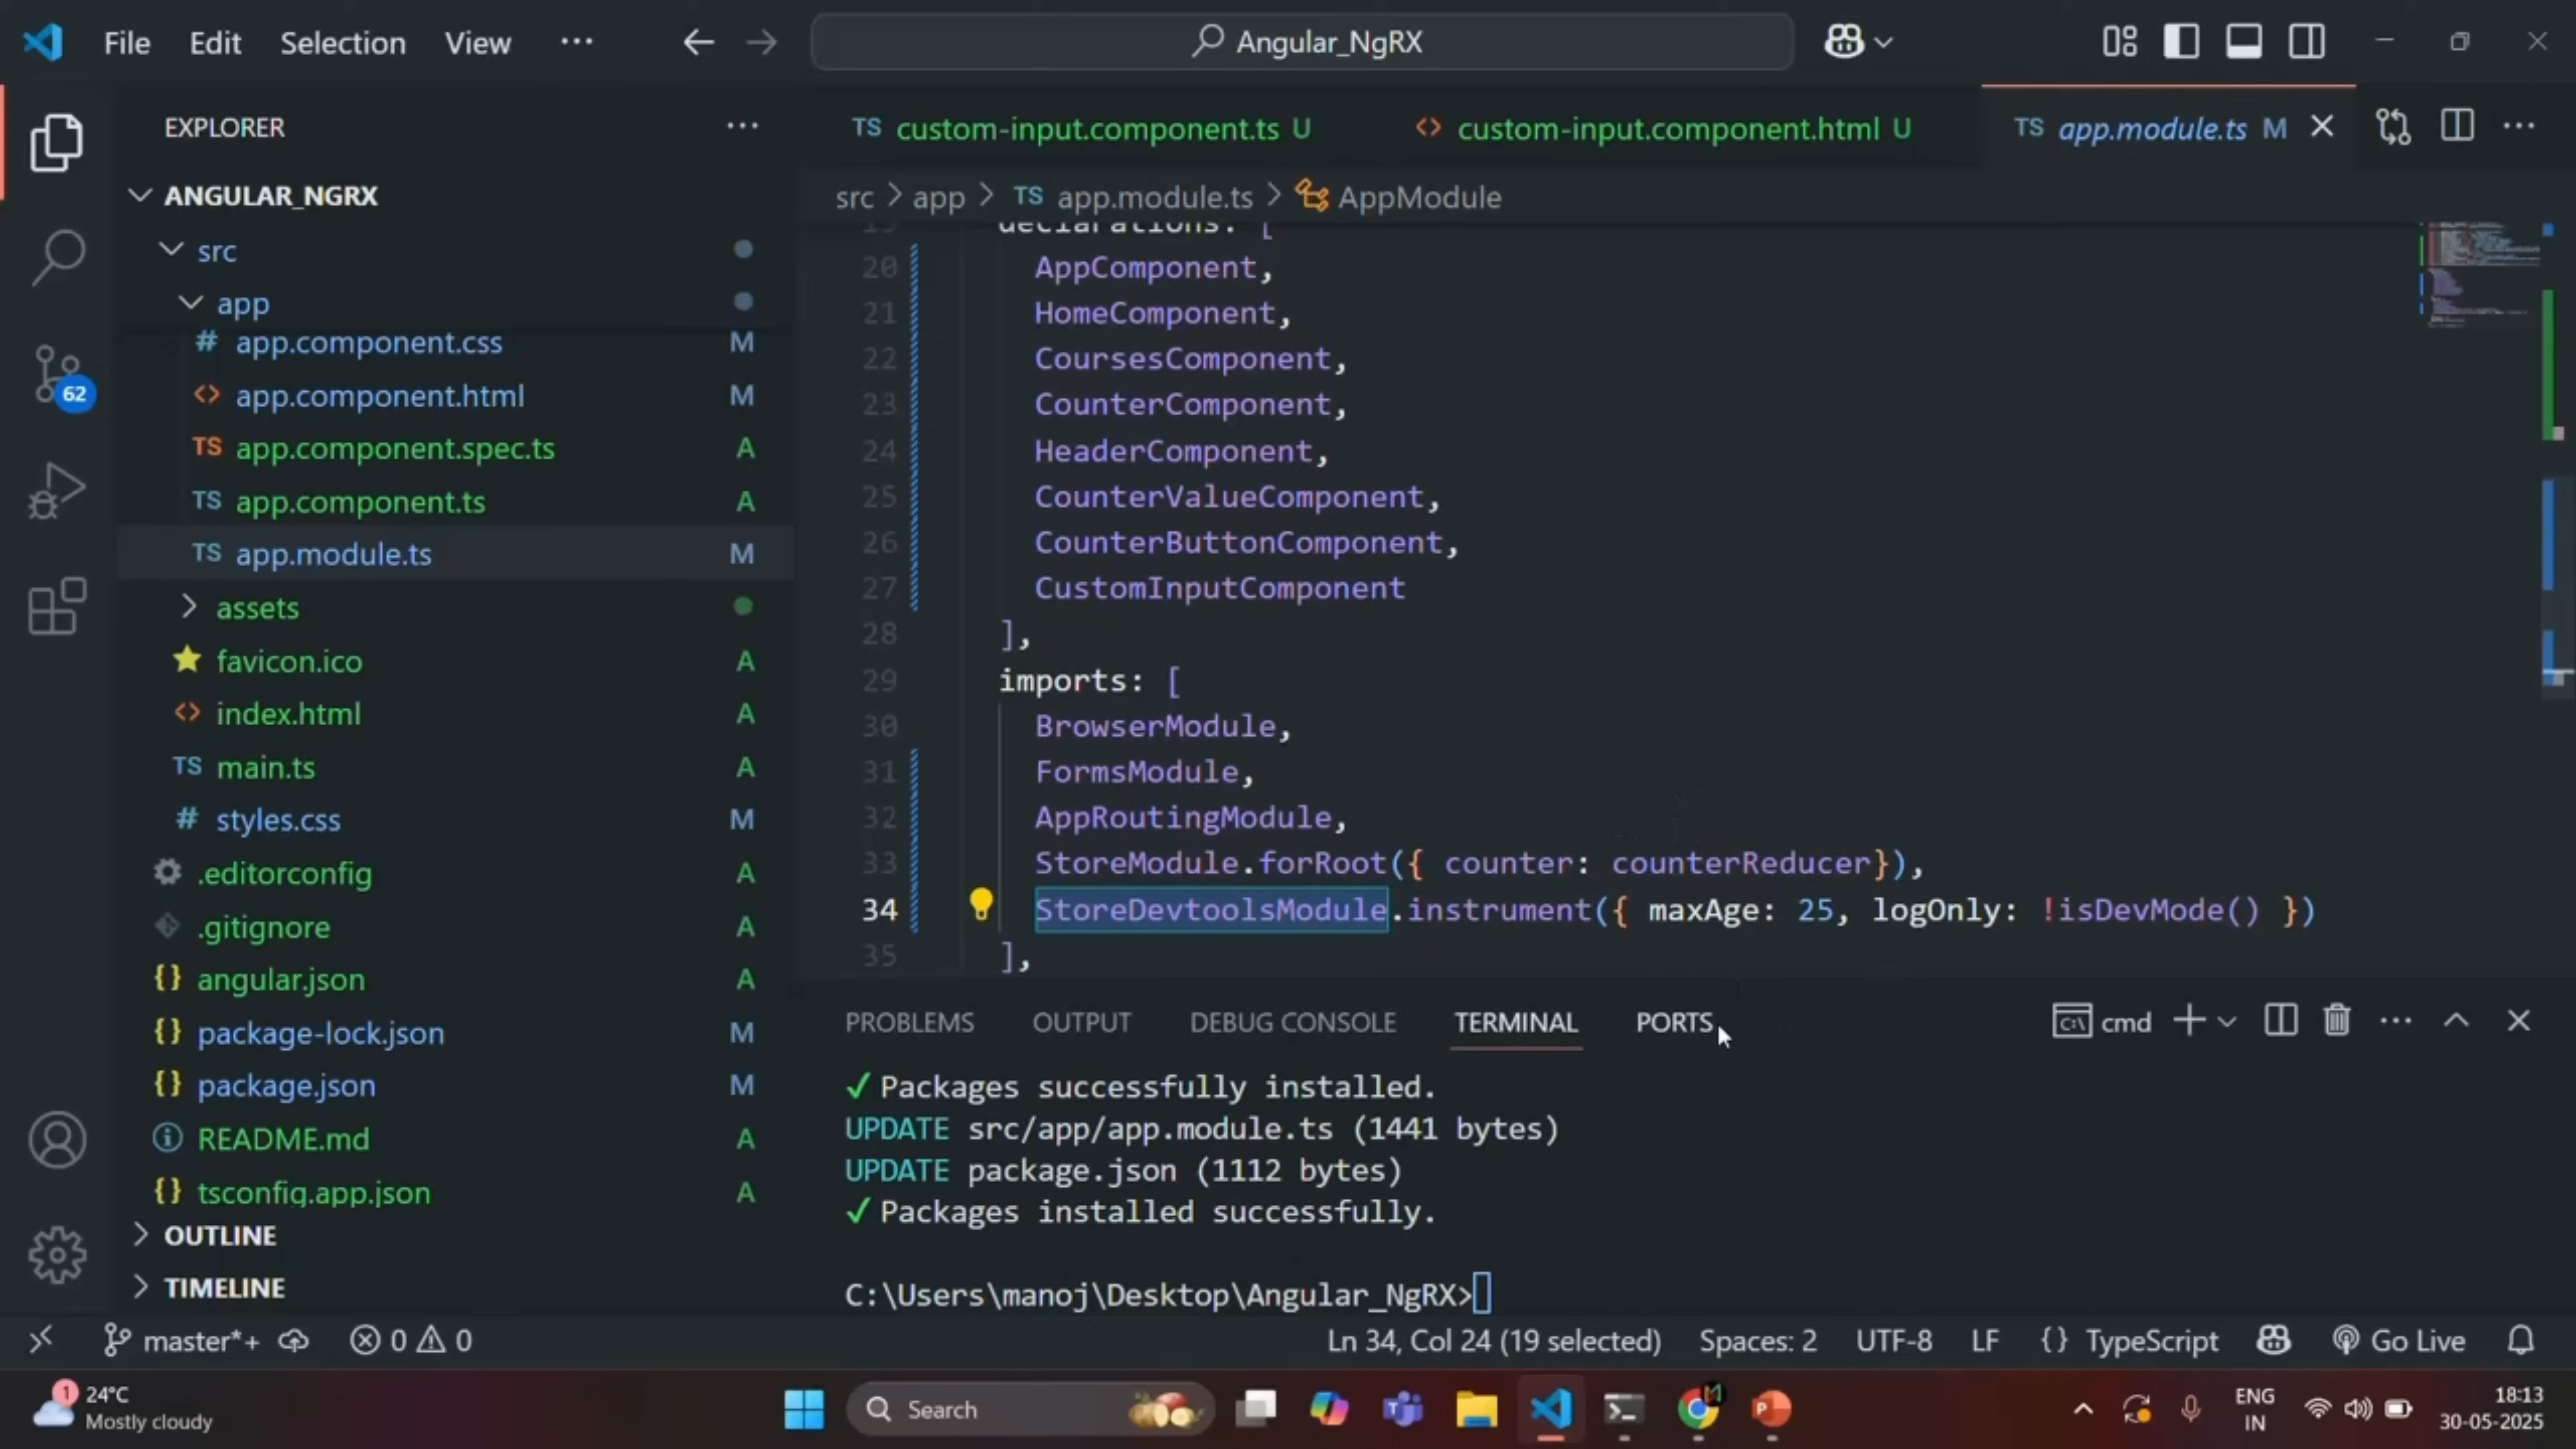 File Edit Selection View ··· Angular_NgRX
EXPLORER ···
ANGULAR_NGRX
src
app
# app.component.css M
<> app.component.html M
TS app.component.spec.ts A
TS app.component.ts A
TS app.module.ts M
assets
favicon.ico A
<> index.html A
TS main.ts A
# styles.css M
.editorconfig A
.gitignore A
{} angular.json A
{} package-lock.json M
{} package.json M
README.md A
{} tsconfig.app.json A
OUTLINE
TIMELINE
62
TS custom-input.component.ts U <> custom-input.component.html U TS app.module.ts M
src > app > TS app.module.ts > AppModule
19 declarations: [
20 AppComponent,
21 HomeComponent,
22 CoursesComponent,
23 CounterComponent,
24 HeaderComponent,
25 CounterValueComponent,
26 CounterButtonComponent,
27 CustomInputComponent
28 ],
29 imports: [
30 BrowserModule,
31 FormsModule,
32 AppRoutingModule,
33 StoreModule.forRoot({ counter: counterReducer}),
34 StoreDevtoolsModule.instrument({ maxAge: 25, logOnly: !isDevMode() })
35 ],
PROBLEMS OUTPUT DEBUG CONSOLE TERMINAL PORTS cmd
✓ Packages successfully installed.
UPDATE src/app/app.module.ts (1441 bytes)
UPDATE package.json (1112 bytes)
✓ Packages installed successfully.
C:\Users\manoj\Desktop\Angular_NgRX>
master*+ 0 0 Ln 34, Col 24 (19 selected) Spaces: 2 UTF-8 LF {} TypeScript Go Live
1 24°C
Mostly cloudy
Search
ENG
IN
18:13
30-05-2025